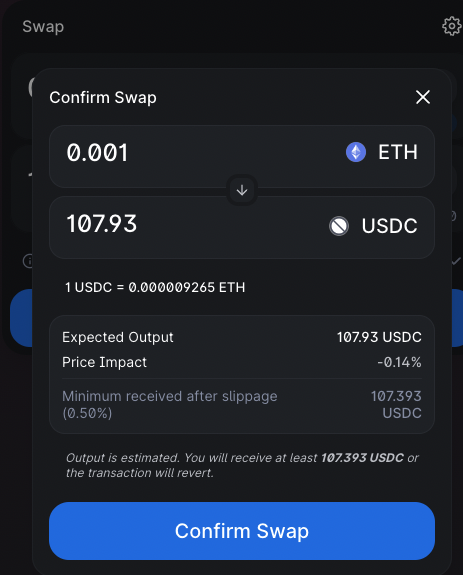 Swap
Confirm Swap
0.001 ETH
107.93 USDC
1 USDC = 0.000009265 ETH
Expected Output 107.93 USDC
Price Impact -0.14%
Minimum received after slippage (0.50%) 107.393 USDC
Output is estimated. You will receive at least 107.393 USDC or
the transaction will revert.
Confirm Swap